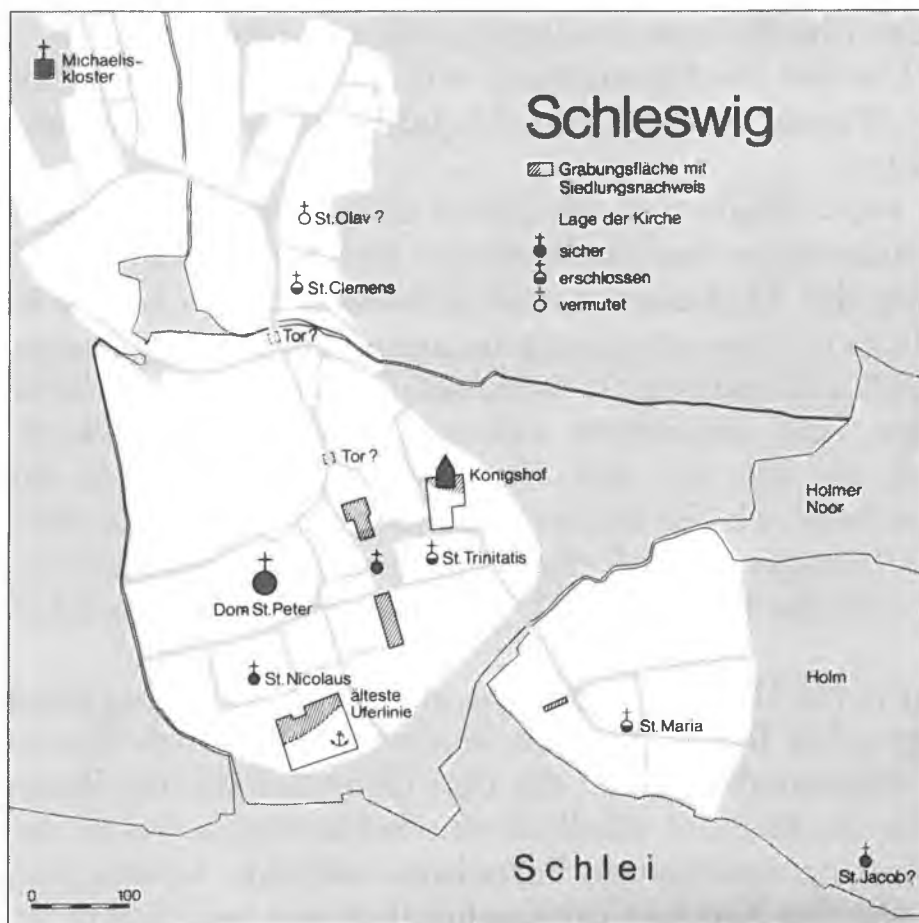 Michaelis-
kloster
Schleswig
Grabungsfläche mit
Siedlungsnachweis
Lage der Kirche
sicher
erschlossen
vermutet
St.Olav ?
St.Clemens
Tor ?
Tor ?
Konigshof
Holmer
Noor
St.Trinitatis
Dom St.Peter
St.Nicolaus
älteste
Uferlinie
Holm
St.Maria
Schlei
St.Jacob?
0 100